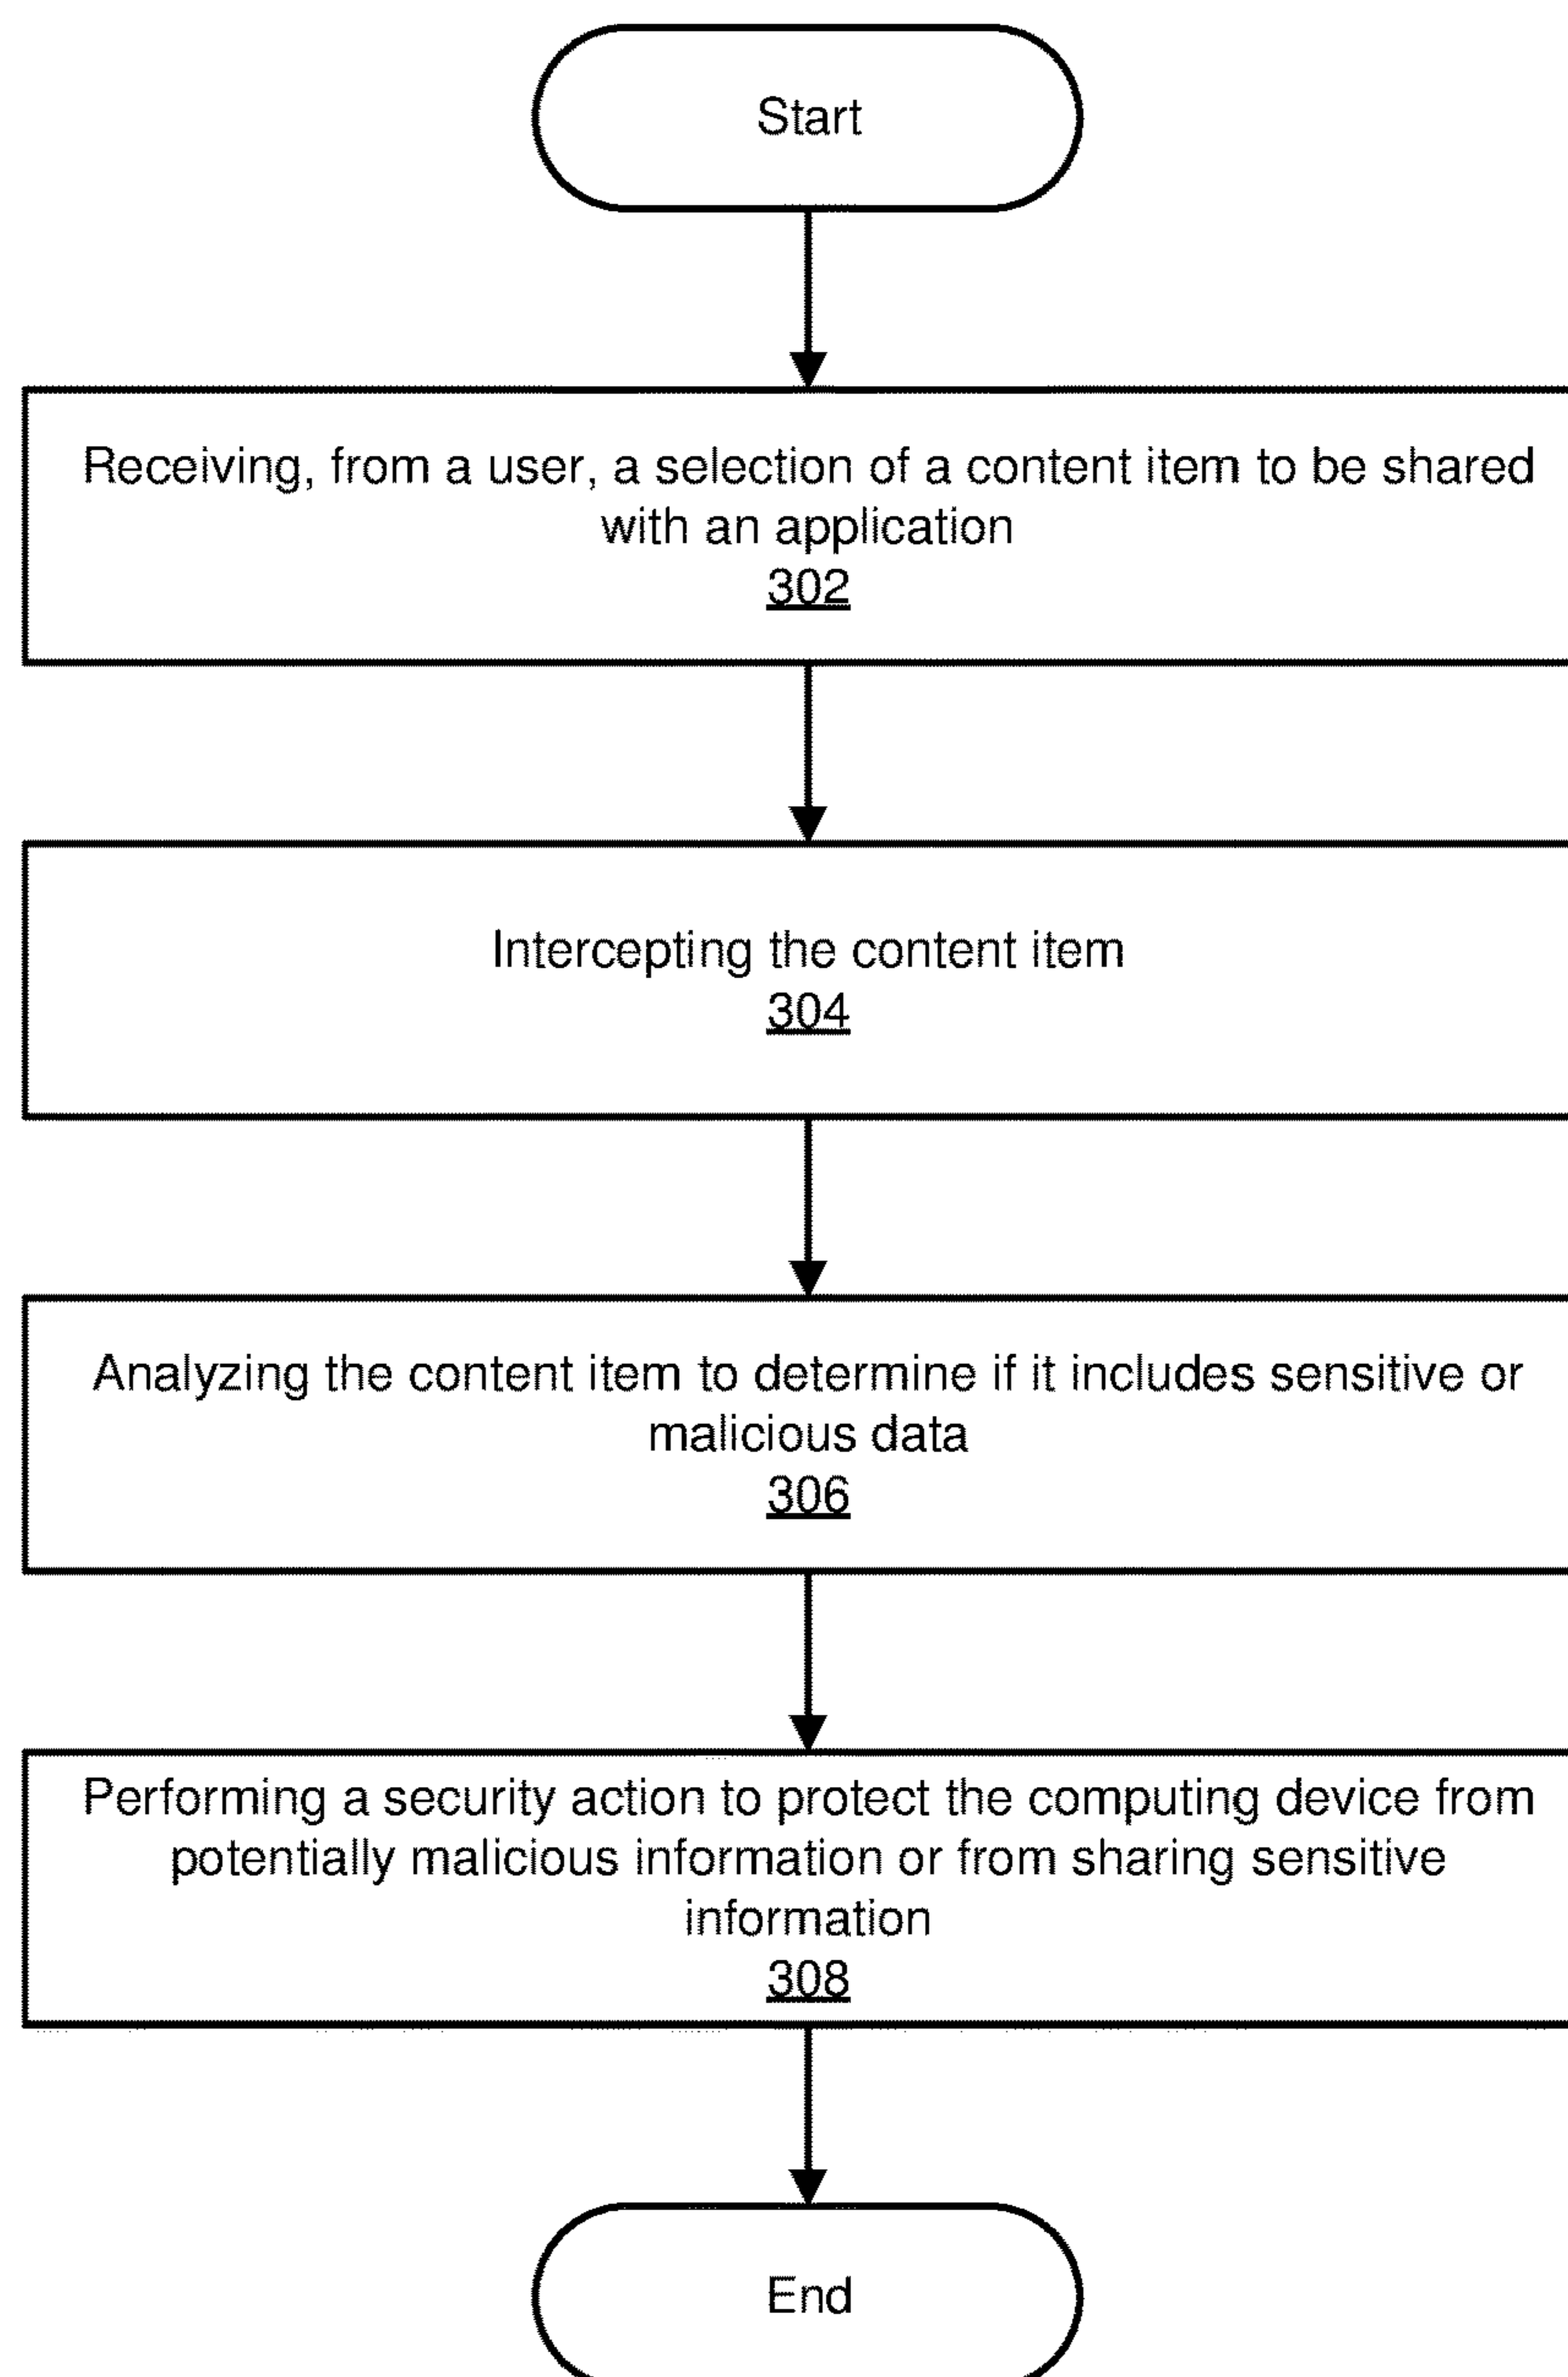 Start
Receiving, from a user, a selection of a content item to be shared
with an application
302
Intercepting the content item
304
Analyzing the content item to determine if it includes sensitive or
malicious data
306
Performing a security action to protect the computing device from
potentially malicious information or from sharing sensitive
information
308
End